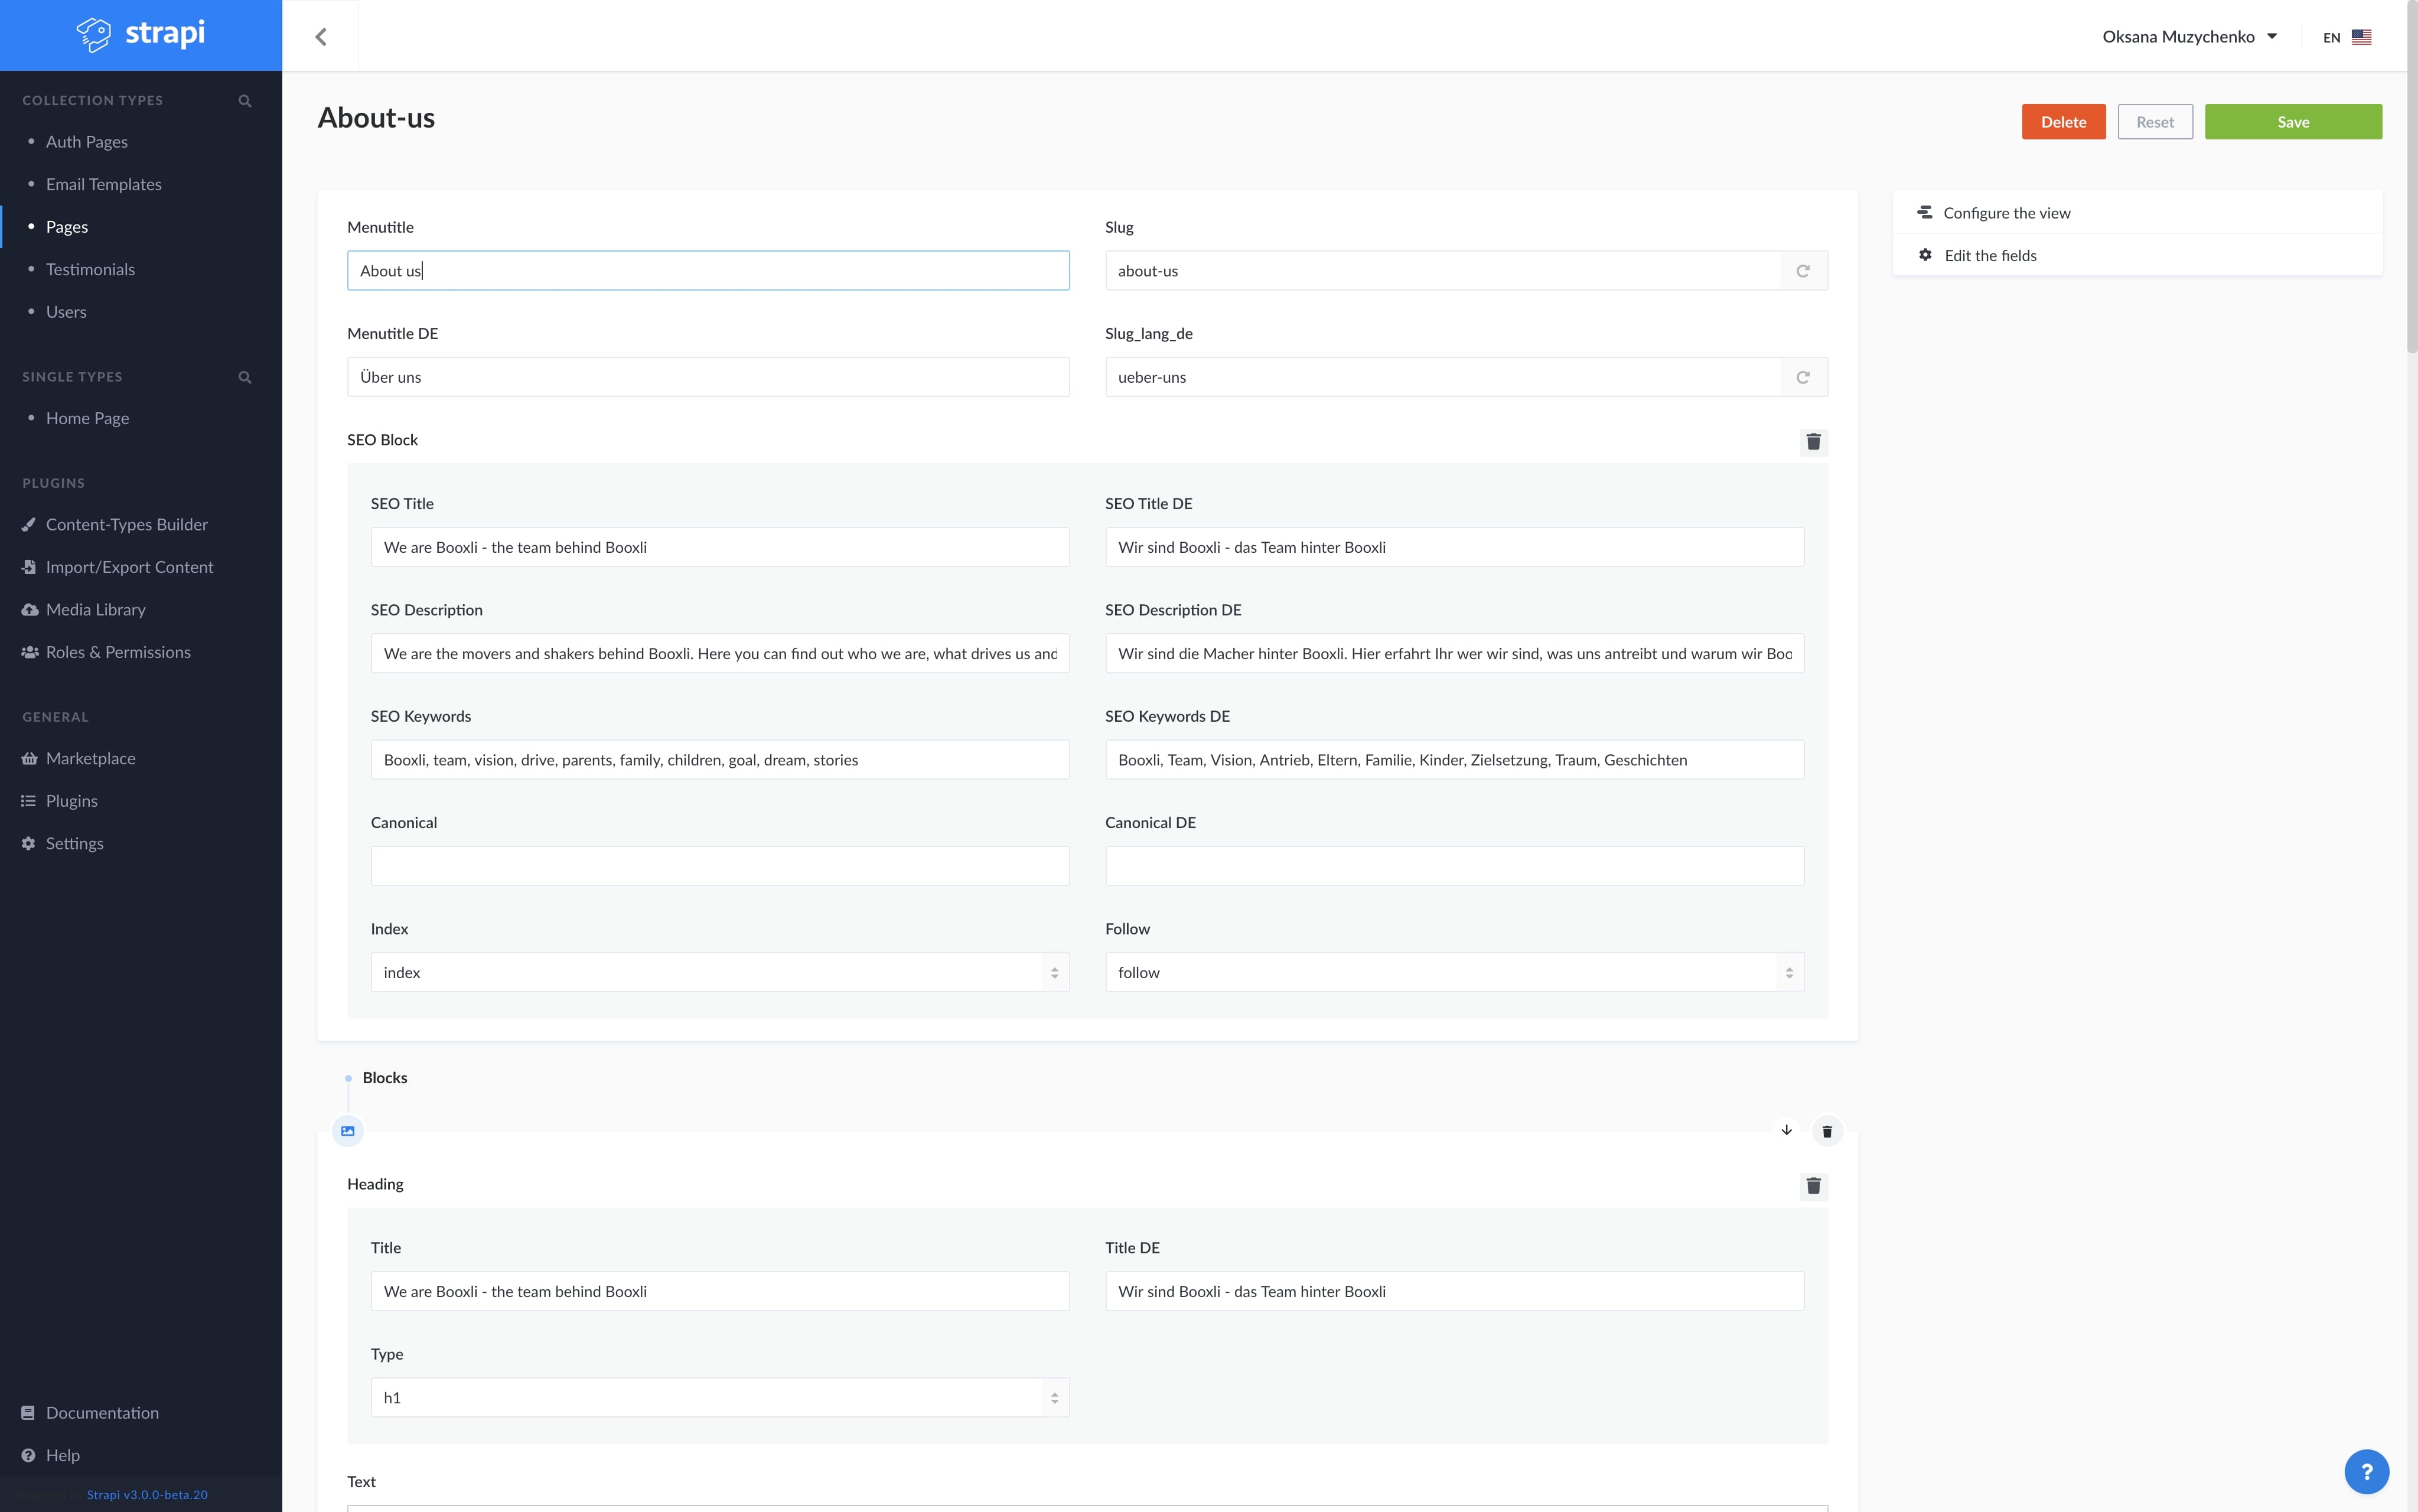 strapi
Oksana Muzychenko
EN
COLLECTION TYPES
Auth Pages
Email Templates
Pages
Testimonials
Users
SINGLE TYPES
Home Page
PLUGINS
Content-Types Builder
Import/Export Content
Media Library
Roles & Permissions
GENERAL
Marketplace
Plugins
Settings
Documentation
Help
Strapi v3.0.0-beta.20
About-us
Delete
Reset
Save
Configure the view
Edit the fields
Menutitle
Slug
About us
about-us
Menutitle DE
Slug_lang_de
Über uns
ueber-uns
SEO Block
SEO Title
SEO Title DE
We are Booxli - the team behind Booxli
Wir sind Booxli - das Team hinter Booxli
SEO Description
SEO Description DE
We are the movers and shakers behind Booxli. Here you can find out who we are, what drives us and
Wir sind die Macher hinter Booxli. Hier erfahrt Ihr wer wir sind, was uns antreibt und warum wir Boo
SEO Keywords
SEO Keywords DE
Booxli, team, vision, drive, parents, family, children, goal, dream, stories
Booxli, Team, Vision, Antrieb, Eltern, Familie, Kinder, Zielsetzung, Traum, Geschichten
Canonical
Canonical DE
Index
Follow
index
follow
Blocks
Heading
Title
Title DE
We are Booxli - the team behind Booxli
Wir sind Booxli - das Team hinter Booxli
Type
h1
Text
?